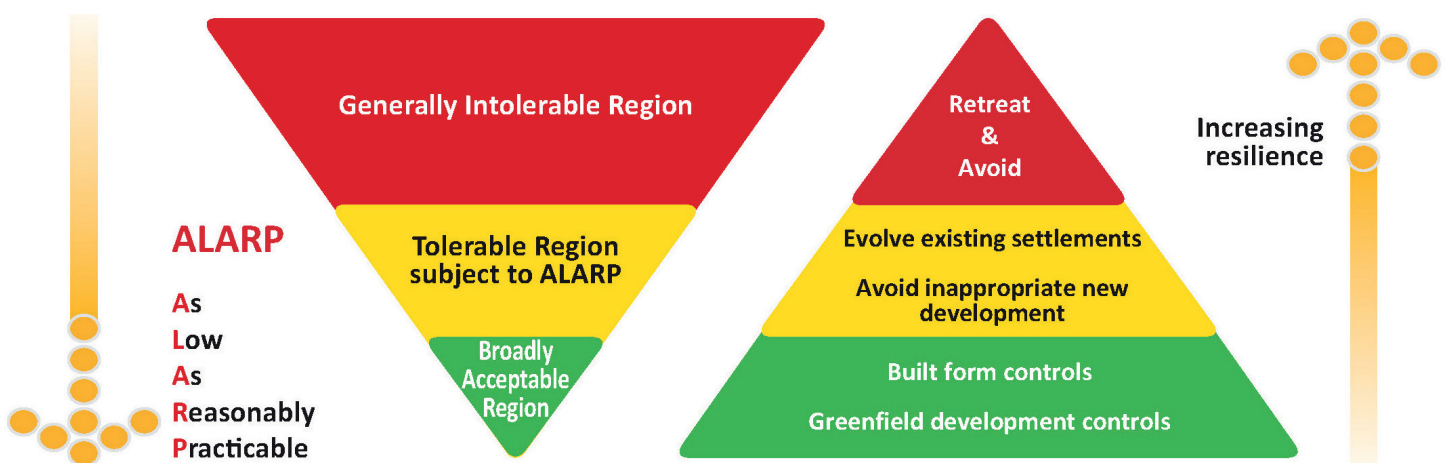 ALARP
As
Low
As
Reasonably
Practicable
Generally Intolerable Region
Tolerable Region
subject to ALARP
Broadly
Acceptable
Region
Retreat
&
Avoid
Evolve existing settlements
Avoid inappropriate new
development
Built form controls
Greenfield development controls
Increasing
resilience